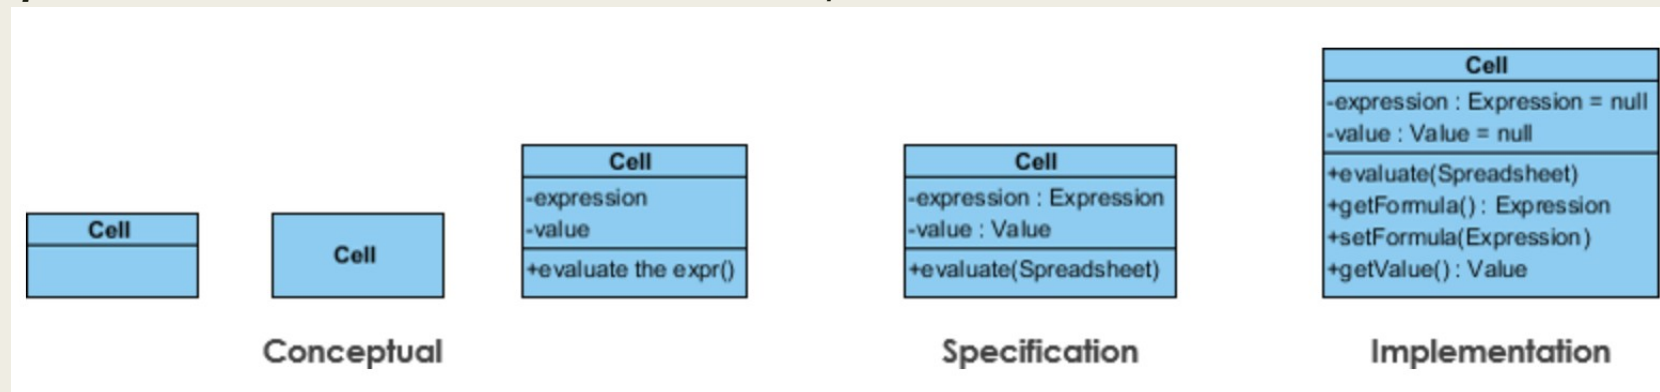 Cell
Cell
Cell
-expression
-value
+evaluate the expr()
Conceptual
Cell
-expression : Expression
-value : Value
+evaluate(Spreadsheet)
Specification
Cell
-expression : Expression = null
-value : Value = null
+evaluate(Spreadsheet)
+getFormula() : Expression
+setFormula(Expression)
+getValue() : Value
Implementation